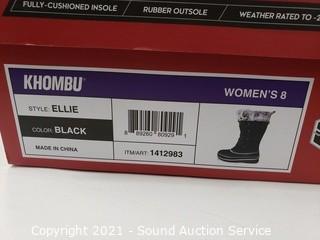 FULLY-CUSHIONED INSOLE
RUBBER OUTSOLE
WEATHER RATED TO -2
KHOMBU
WOMEN'S 8
STYLE: ELLIE
COLOR: BLACK
8 89260 80929 1
MADE IN CHINA
ITM/ART: 1412983
Copyright 2021 - Sound Auction Service